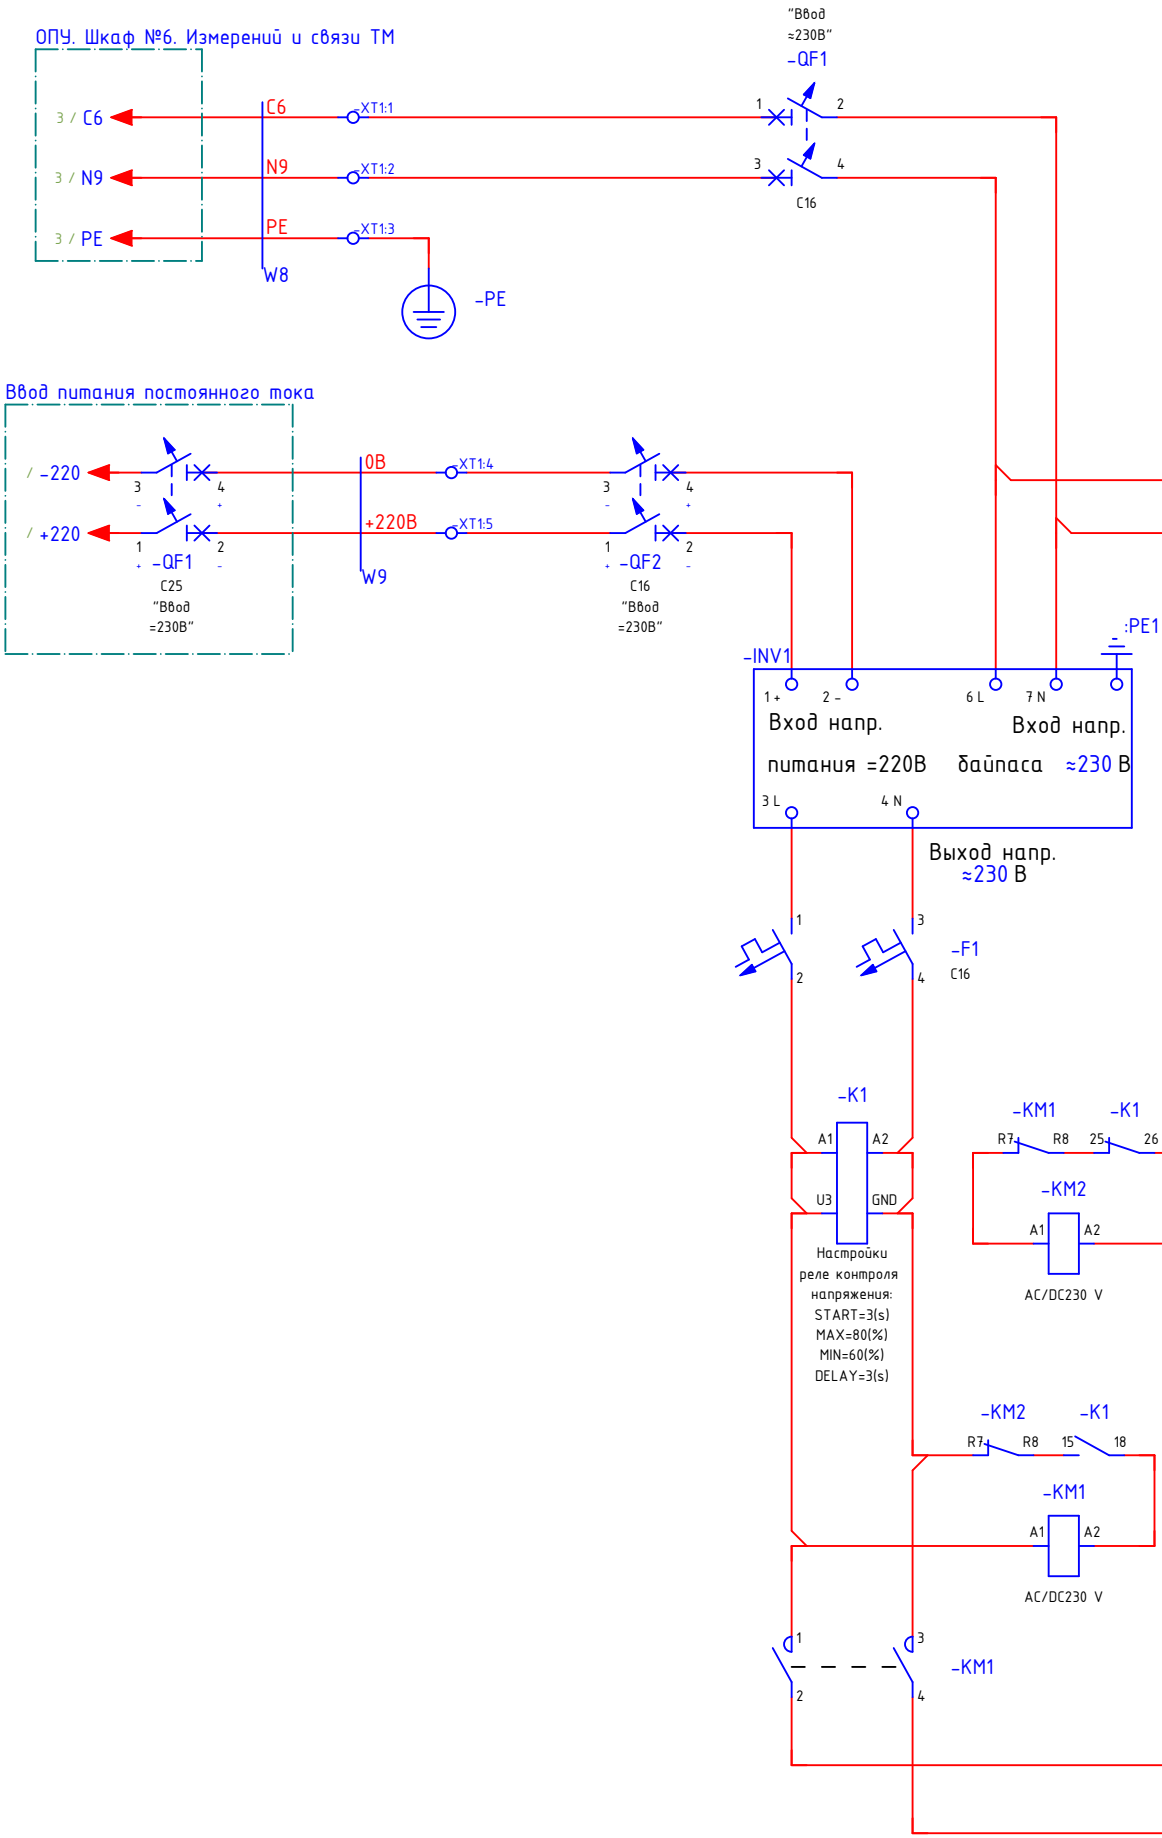 "Ввод
≈230В"
-QF1
ОПУ. Шкаф №6. Измерений и связи ТМ
3 / C6
C6
-XT1:1
1
2
3 / N9
N9
-XT1:2
3
4
C16
3 / PE
PE
-XT1:3
W8
-PE
Ввод питания постоянного тока
/ -220
3
4
-
+
0В
-XT1:4
3
4
-
+
/ +220
1
2
+
-
-QF1
C25
"Ввод
=230В"
+220В
-XT1:5
W9
1
2
+
-
-QF2
C16
"Ввод
=230В"
:PE1
-INV1
1 +
2 -
6 L
7 N
Вход напр.
питания =220В
Вход напр.
байпаса ≈230 В
3 L
4 N
Выход напр.
≈230 В
1
2
3
4
-F1
C16
-K1
A1
A2
U3
GND
Настройки
реле контроля
напряжения:
START=3(s)
MAX=80(%)
MIN=60(%)
DELAY=3(s)
-KM1
-K1
R7
R8
25
26
-KM2
A1
A2
AC/DC230 V
-KM2
-K1
R7
R8
15
18
-KM1
A1
A2
AC/DC230 V
1
2
3
4
-KM1